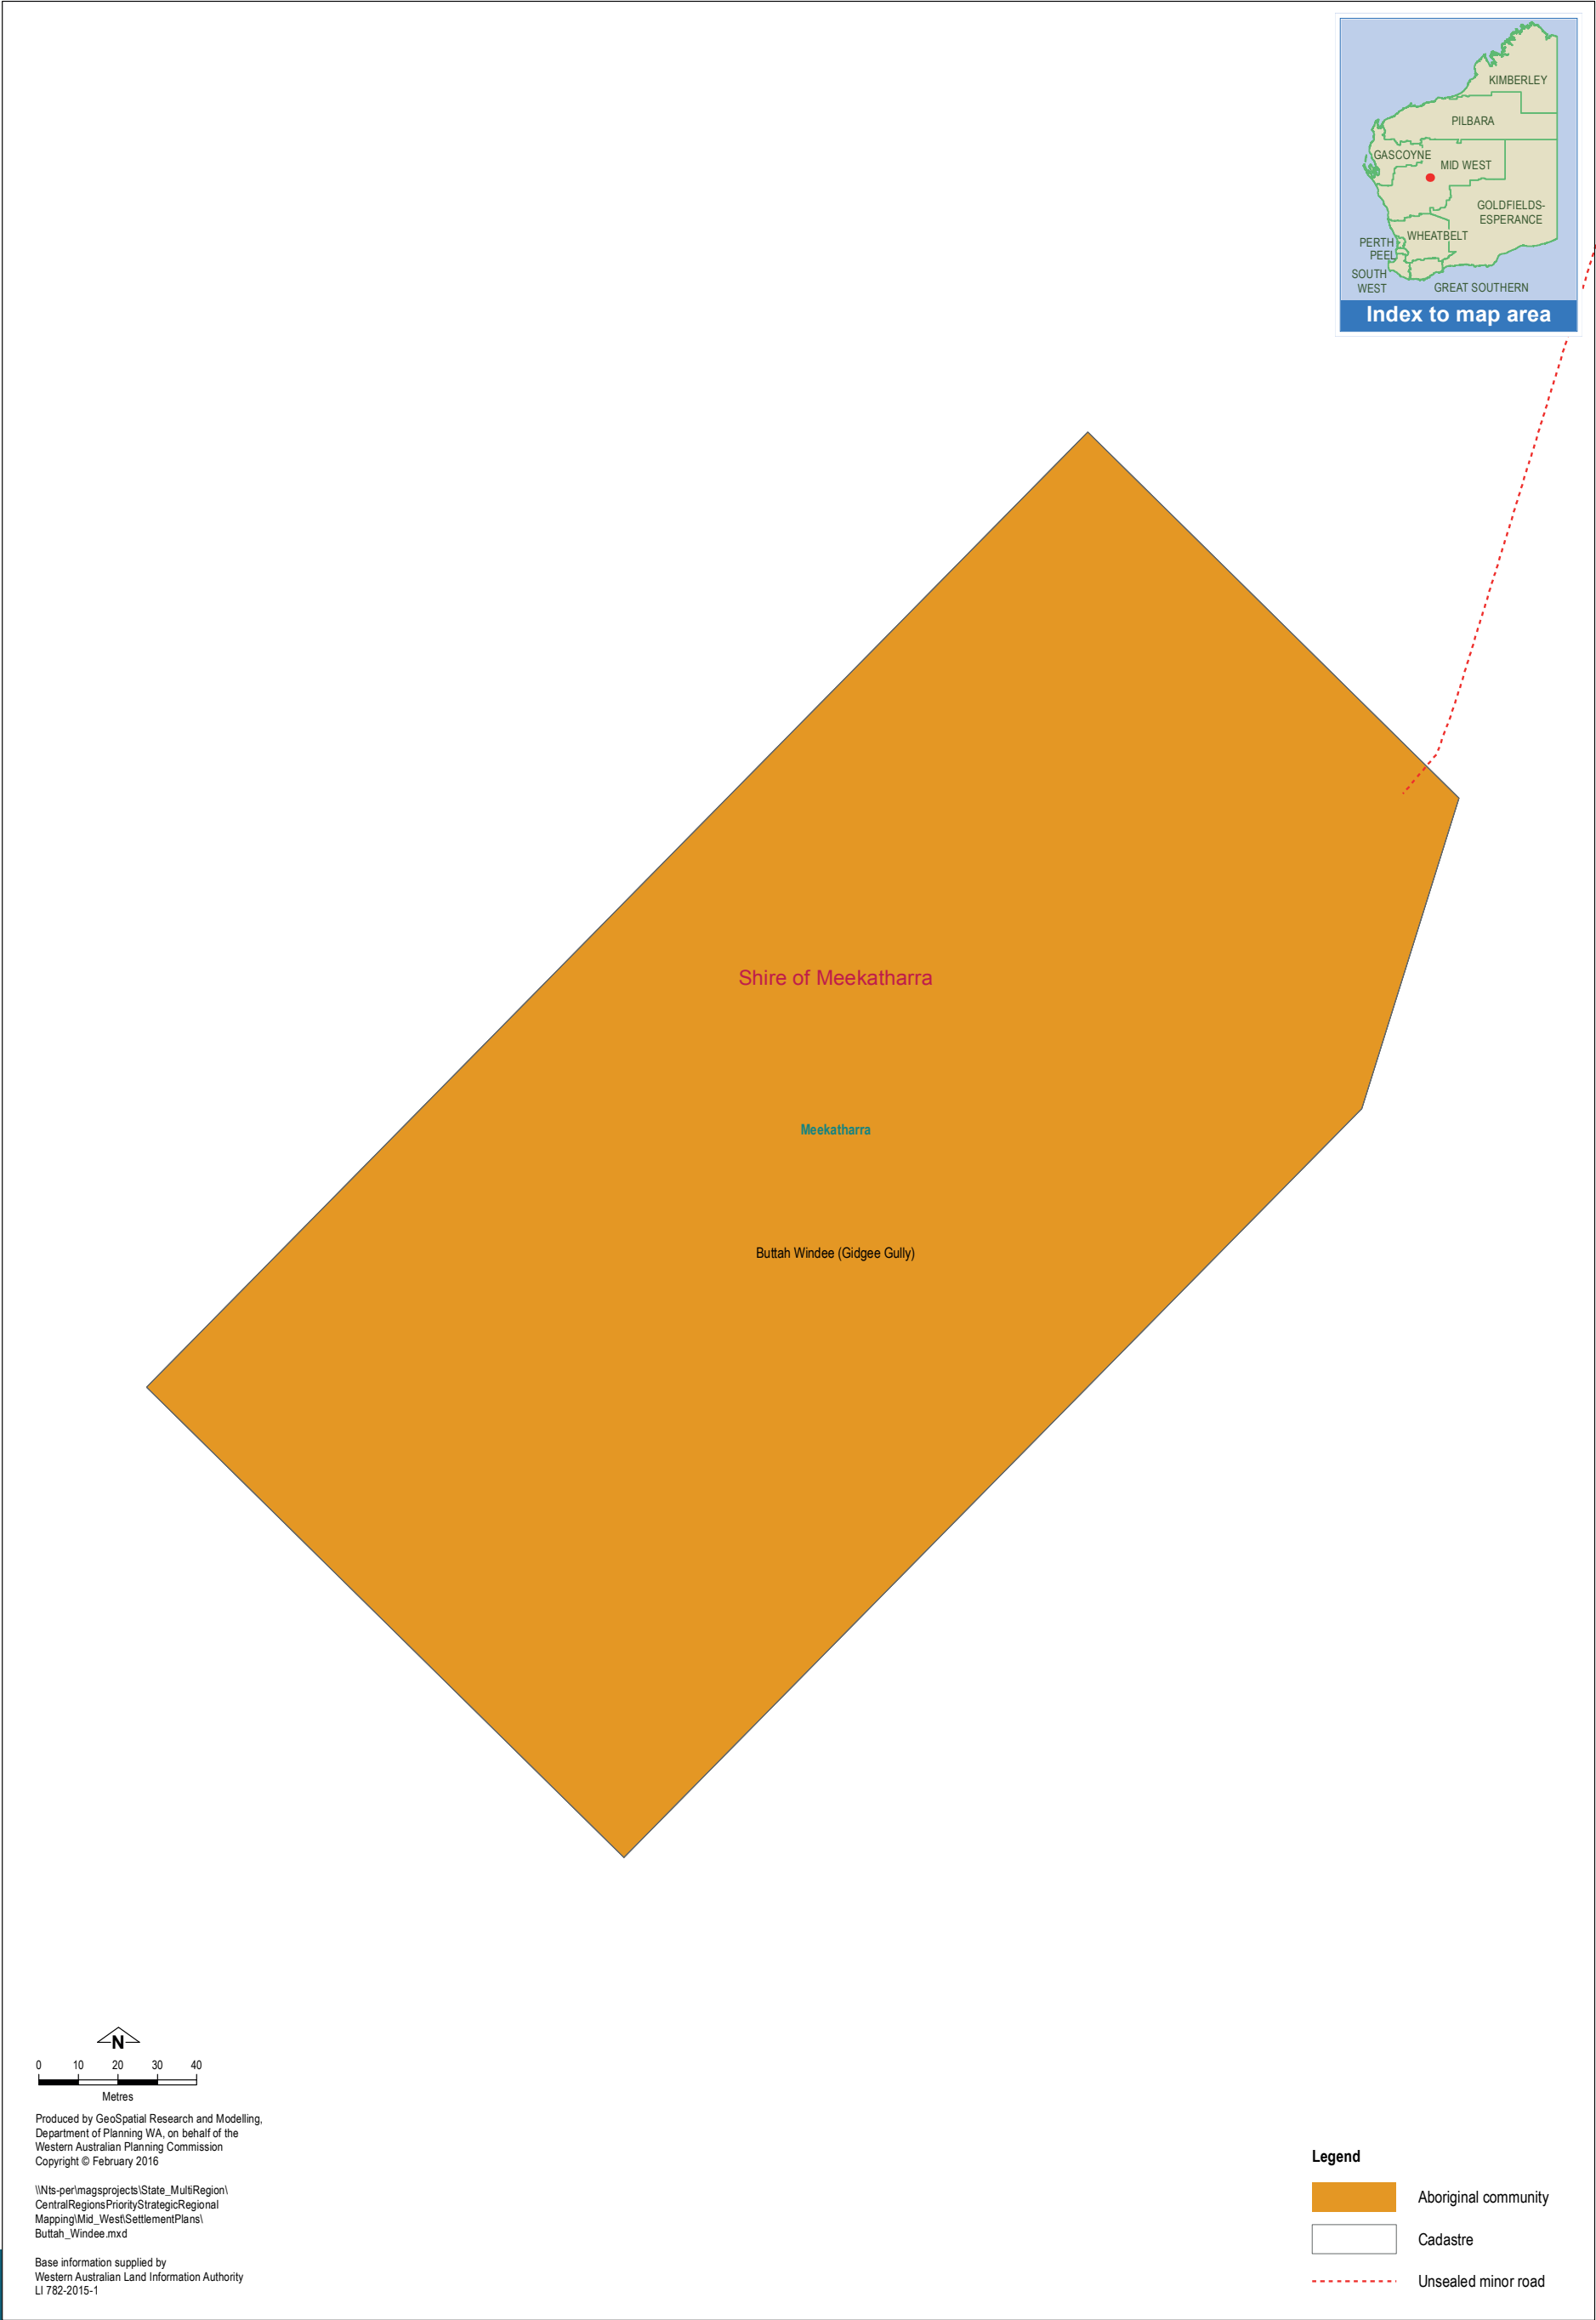 KIMBERLEY
PILBARA
GASCOYNE
MID WEST
GOLDFIELDS-
ESPERANCE
WHEATBELT
PERTH
PEEL
SOUTH
WEST
GREAT SOUTHERN
Index to map area
Shire of Meekatharra
Meekatharra
Buttah Windee (Gidgee Gully)
N
0 10 20 30 40
Metres
Produced by GeoSpatial Research and Modelling,
Department of Planning WA, on behalf of the
Western Australian Planning Commission
Copyright © February 2016
\\Nts-per\magsprojects\State_MultiRegion\
CentralRegionsPriorityStrategicRegional
Mapping\Mid_West\SettlementPlans\
Buttah_Windee.mxd
Base information supplied by
Western Australian Land Information Authority
LI 782-2015-1
Legend
Aboriginal community
Cadastre
Unsealed minor road